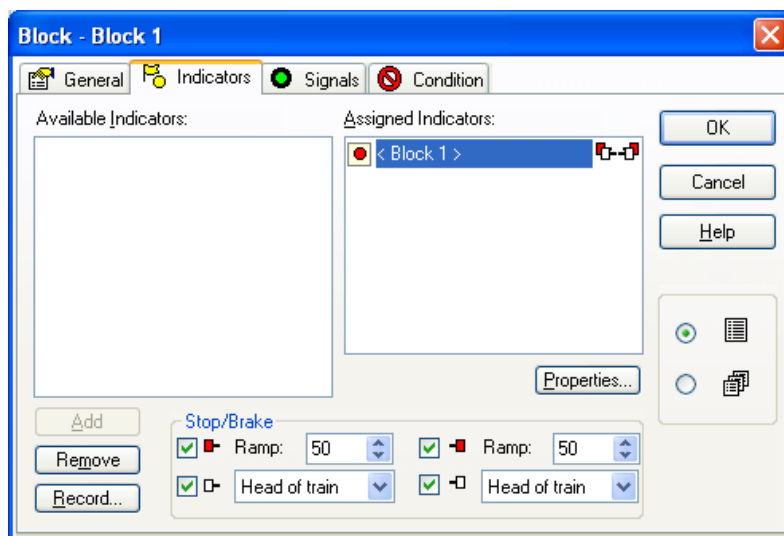 Block - Block 1
General Indicators Signals Condition
Available Indicators: Assigned Indicators:
< Block 1 >
OK
Cancel
Help
Properties...
Add
Remove
Record...
Stop/Brake
Ramp: 50 Ramp: 50
Head of train Head of train